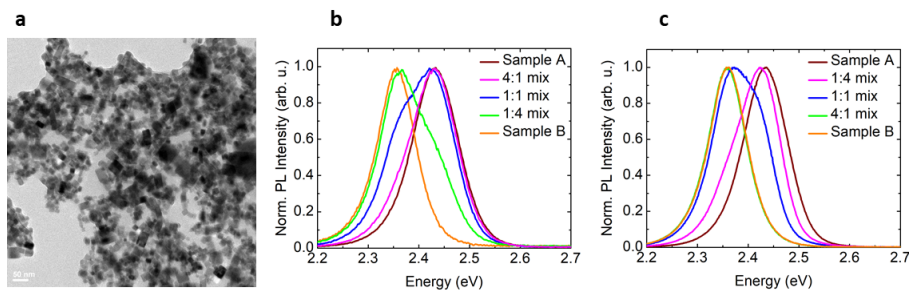 a
b
c
50 nm
Norm. PL Intensity (arb. u.)
1.0
0.8
0.6
0.4
0.2
0.0
2.2 2.3 2.4 2.5 2.6 2.7
Energy (eV)
Sample A
4:1 mix
1:1 mix
1:4 mix
Sample B
Norm. PL Intensity (arb. u.)
1.0
0.8
0.6
0.4
0.2
0.0
2.2 2.3 2.4 2.5 2.6 2.7
Energy (eV)
Sample A
1:4 mix
1:1 mix
4:1 mix
Sample B